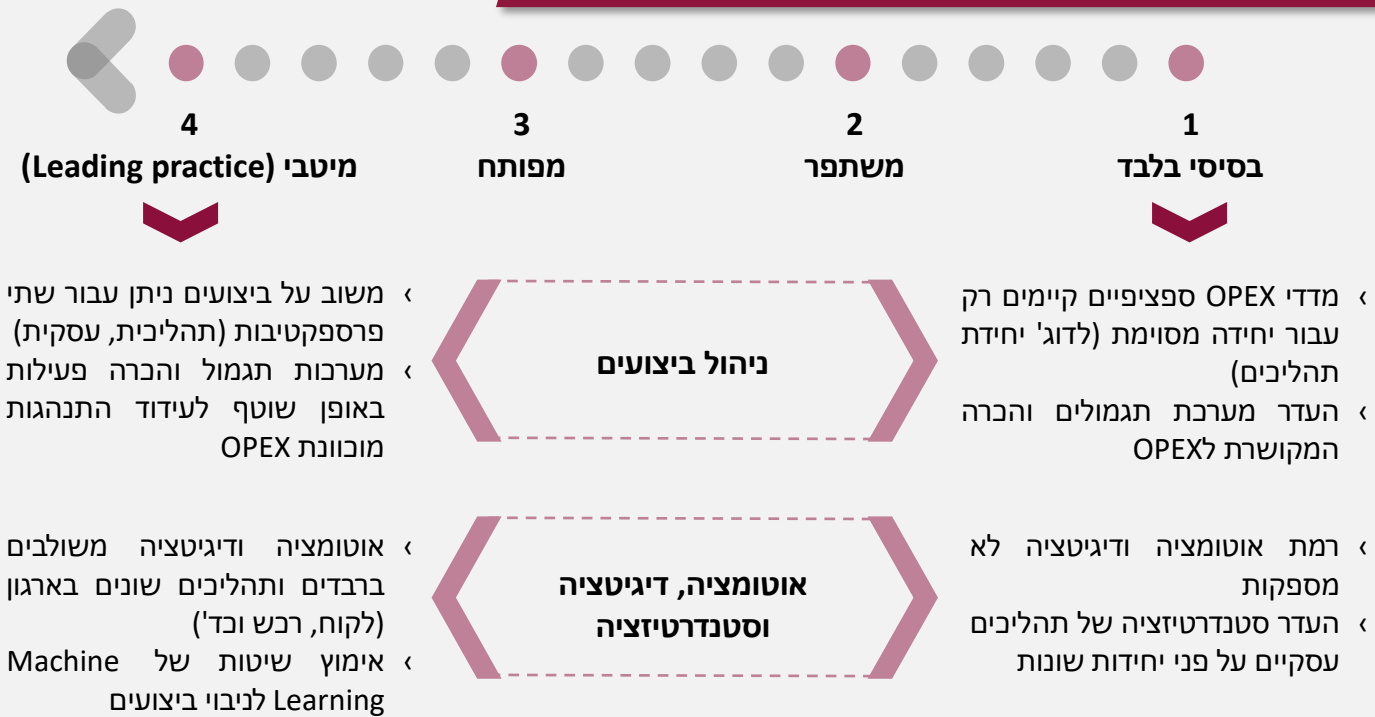 1
בסיסי בלבד
2
משתפר
3
מפותח
4
מיטבי (Leading practice)
‹ מדדי OPEX ספציפיים קיימים רק
עבור יחידה מסוימת (לדוג' יחידת
תהליכים)
‹ העדר מערכת תגמולים והכרה
המקושרת לOPEX
ניהול ביצועים
‹ משוב על ביצועים ניתן עבור שתי
פרספקטיבות (תהליכית, עסקית)
‹ מערכות תגמול והכרה פעילות
באופן שוטף לעידוד התנהגות
מוכוונת OPEX
‹ רמת אוטומציה ודיגיטציה לא
מספקות
‹ העדר סטנדרטיזציה של תהליכים
עסקיים על פני יחידות שונות
אוטומציה, דיגיטציה
וסטנדרטיזציה
‹ אוטומציה ודיגיטציה משולבים
ברבדים ותהליכים שונים בארגון
(לקוח, רכש וכד')
‹ אימוץ שיטות של Machine
Learning לניבוי ביצועים